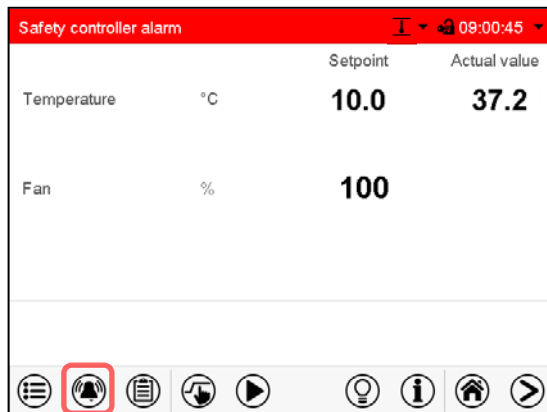 Safety controller alarm 09:00:45
Setpoint Actual value
Temperature °C 10.0 37.2
Fan % 100